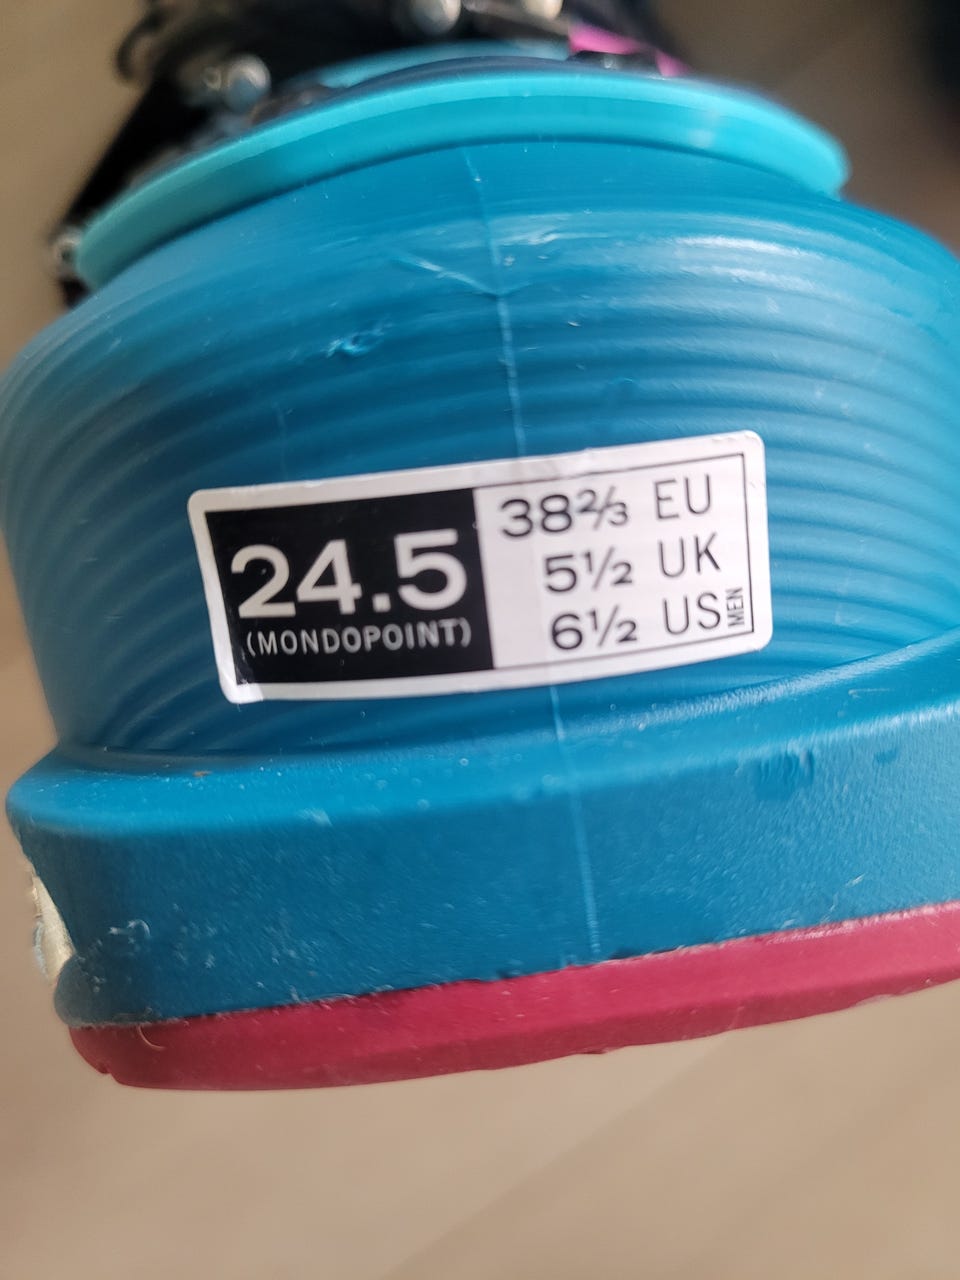 24.5
(MONDOPOINT)
38⅔ EU
5½ UK
6½ US MEN